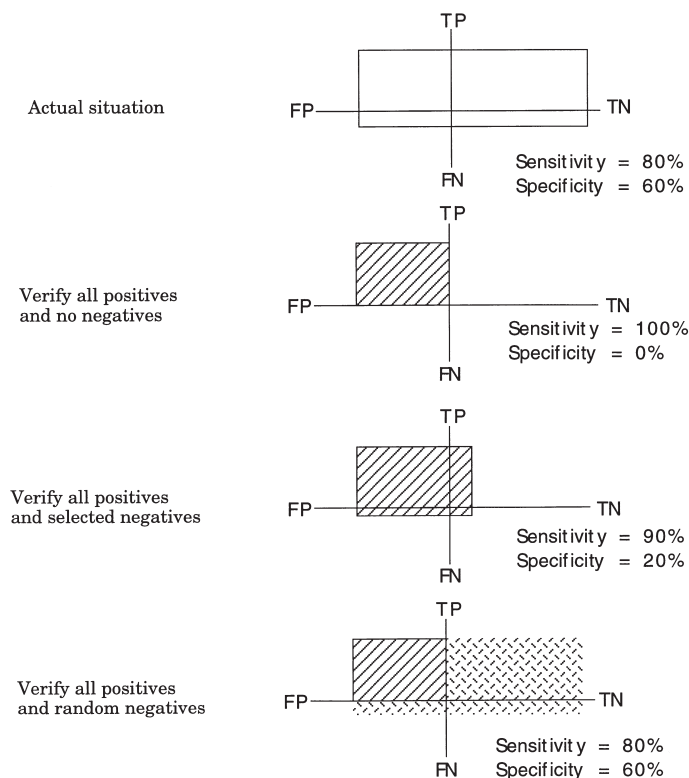 TP
Actual situation
FP
TN
Sensitivity = 80%
FN
Specificity = 60%
TP
Verify all positives
and no negatives
FP
TN
Sensitivity = 100%
Specificity = 0%
FN
TP
Verify all positives
and selected negatives
FP
TN
Sensitivity = 90%
Specificity = 20%
FN
TP
Verify all positives
and random negatives
FP
TN
Sensitivity = 80%
FN
Specificity = 60%